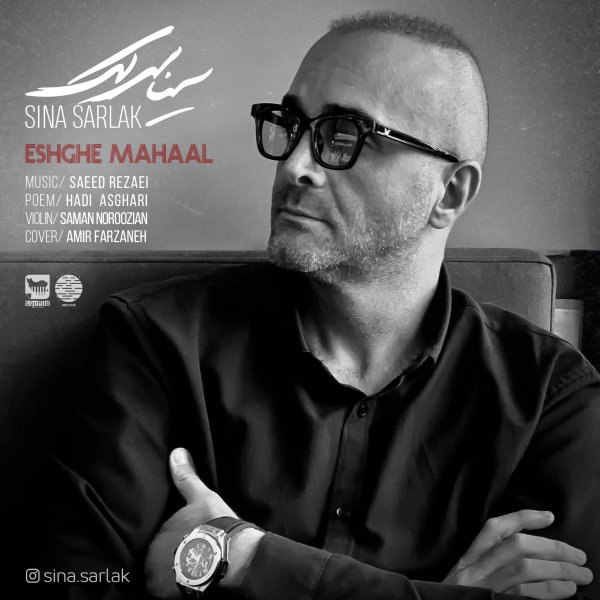 سینا سرلک
SINA SARLAK
ESHGHE MAHAAL
MUSIC/ SAEED REZAEI
POEM/ HADI ASGHARI
VIOLIN/ SAMAN NOROOZIAN
COVER/ AMIR FARZANEH
sina.sarlak